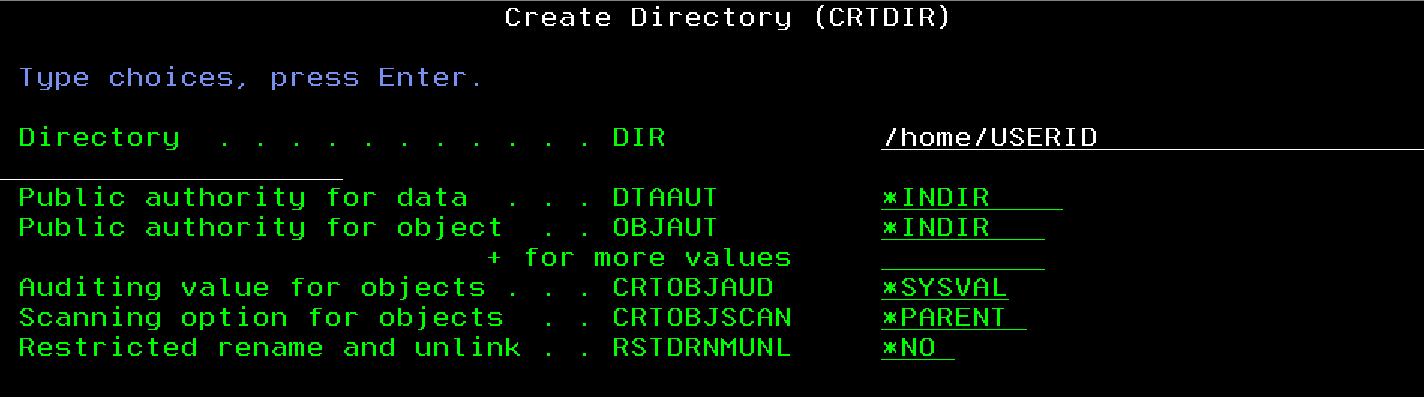 Create Directory (CRTDIR)
Type choices, press Enter.
Directory . . . . . . . . . . . DIR /home/USERID
Public authority for data . . . DTAAUT *INDIR
Public authority for object . . OBJAUT *INDIR
+ for more values
Auditing value for objects . . . CRTOBJAUD *SYSVAL
Scanning option for objects . . CRTOBJSCAN *PARENT
Restricted rename and unlink . . RSTDRNMUNL *NO